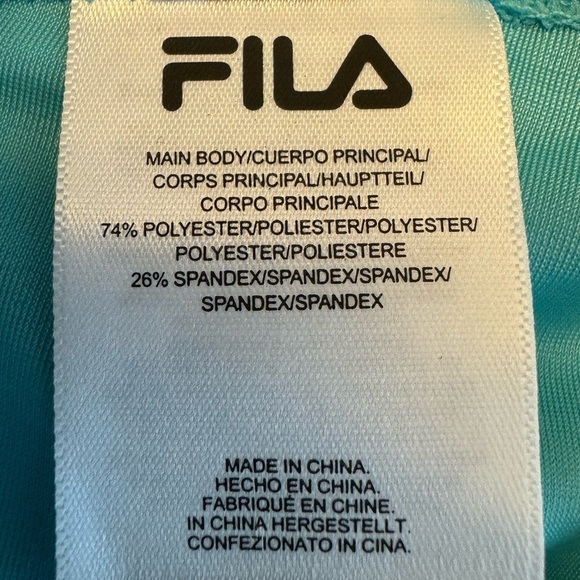 FILA
MAIN BODY/CUERPO PRINCIPAL/
CORPS PRINCIPAL/HAUPTTEIL/
CORPO PRINCIPALE
74% POLYESTER/POLIESTER/POLYESTER/
POLYESTER/POLIESTERE
26% SPANDEX/SPANDEX/SPANDEX/
SPANDEX/SPANDEX
MADE IN CHINA.
HECHO EN CHINA.
FABRIQUÉ EN CHINE.
IN CHINA HERGESTELLT.
CONFEZIONATO IN CINA.